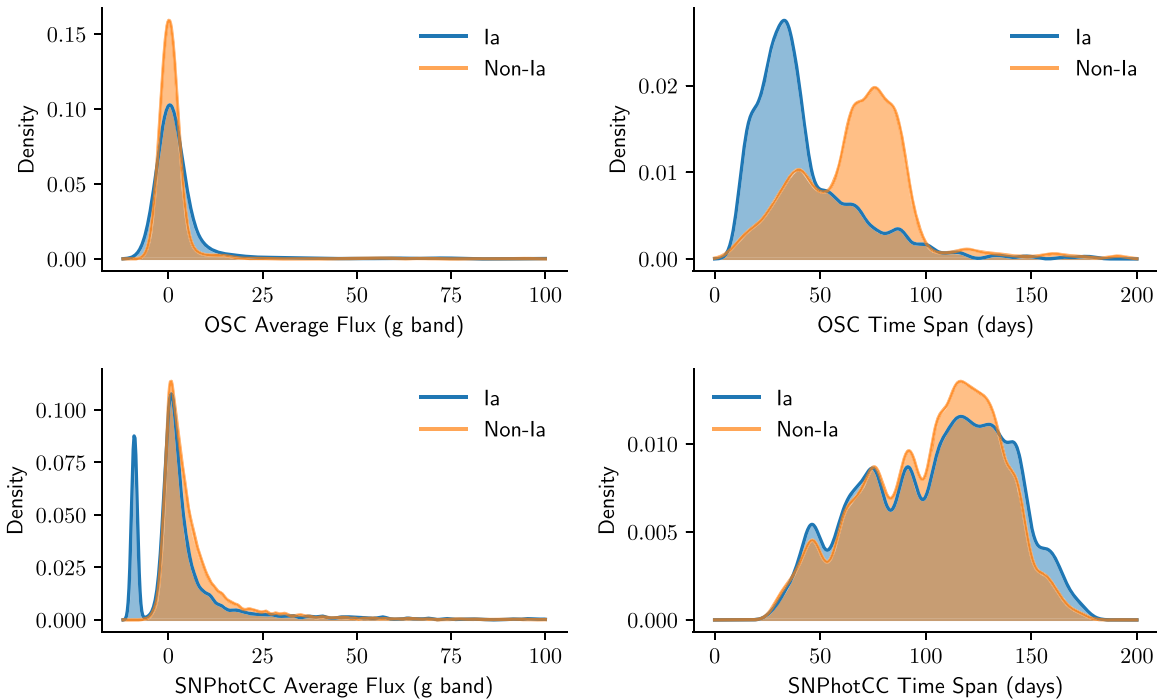 Ia
Non-Ia
0.15
0.10
0.05
0.00
Density
0 25 50 75 100
OSC Average Flux (g band)
Ia
Non-Ia
0.02
0.01
0.00
Density
0 50 100 150 200
OSC Time Span (days)
Ia
Non-Ia
0.100
0.075
0.050
0.025
0.000
Density
0 25 50 75 100
SNPhotCC Average Flux (g band)
Ia
Non-Ia
0.010
0.005
0.000
Density
0 50 100 150 200
SNPhotCC Time Span (days)